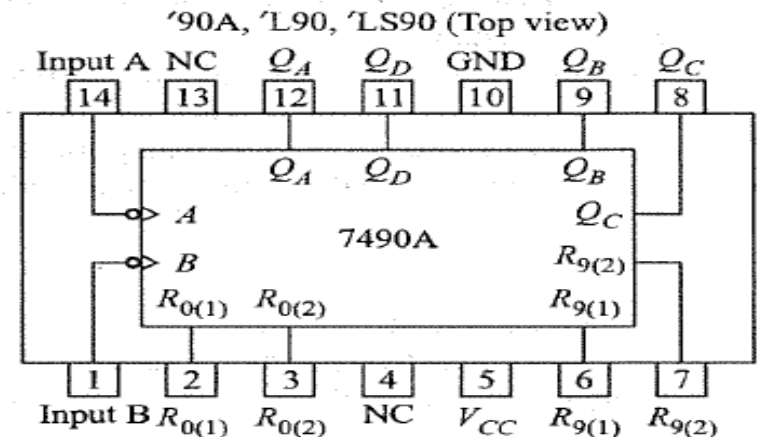 '90A, 'L90, 'LS90 (Top view)
Input A NC Q_A Q_D GND Q_B Q_C
14 13 12 11 10 9 8
Q_A Q_D Q_B
A Q_C
7490A
B R_9(2)
R_0(1) R_0(2) R_9(1)
1 2 3 4 5 6 7
Input B R_0(1) R_0(2) NC V_CC R_9(1) R_9(2)